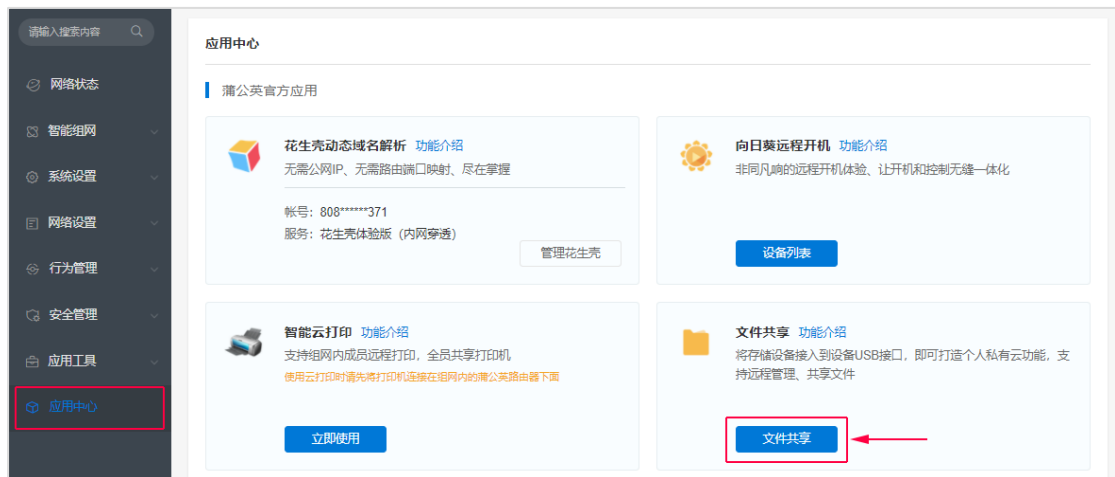 请输入搜索内容
网络状态
智能组网
系统设置
网络设置
行为管理
安全管理
应用工具
应用中心
应用中心
蒲公英官方应用
花生壳动态域名解析 功能介绍
无需公网IP、无需路由端口映射、尽在掌握
帐号：808******371
服务：花生壳体验版（内网穿透）
管理花生壳
向日葵远程开机 功能介绍
非同凡响的远程开机体验、让开机和控制无缝一体化
设备列表
智能云打印 功能介绍
支持组网内成员远程打印，全员共享打印机
使用云打印时请先将打印机连接在组网内的蒲公英路由器下面
立即使用
文件共享 功能介绍
将存储设备接入到设备USB接口，即可打造个人私有云功能，支
持远程管理、共享文件
文件共享